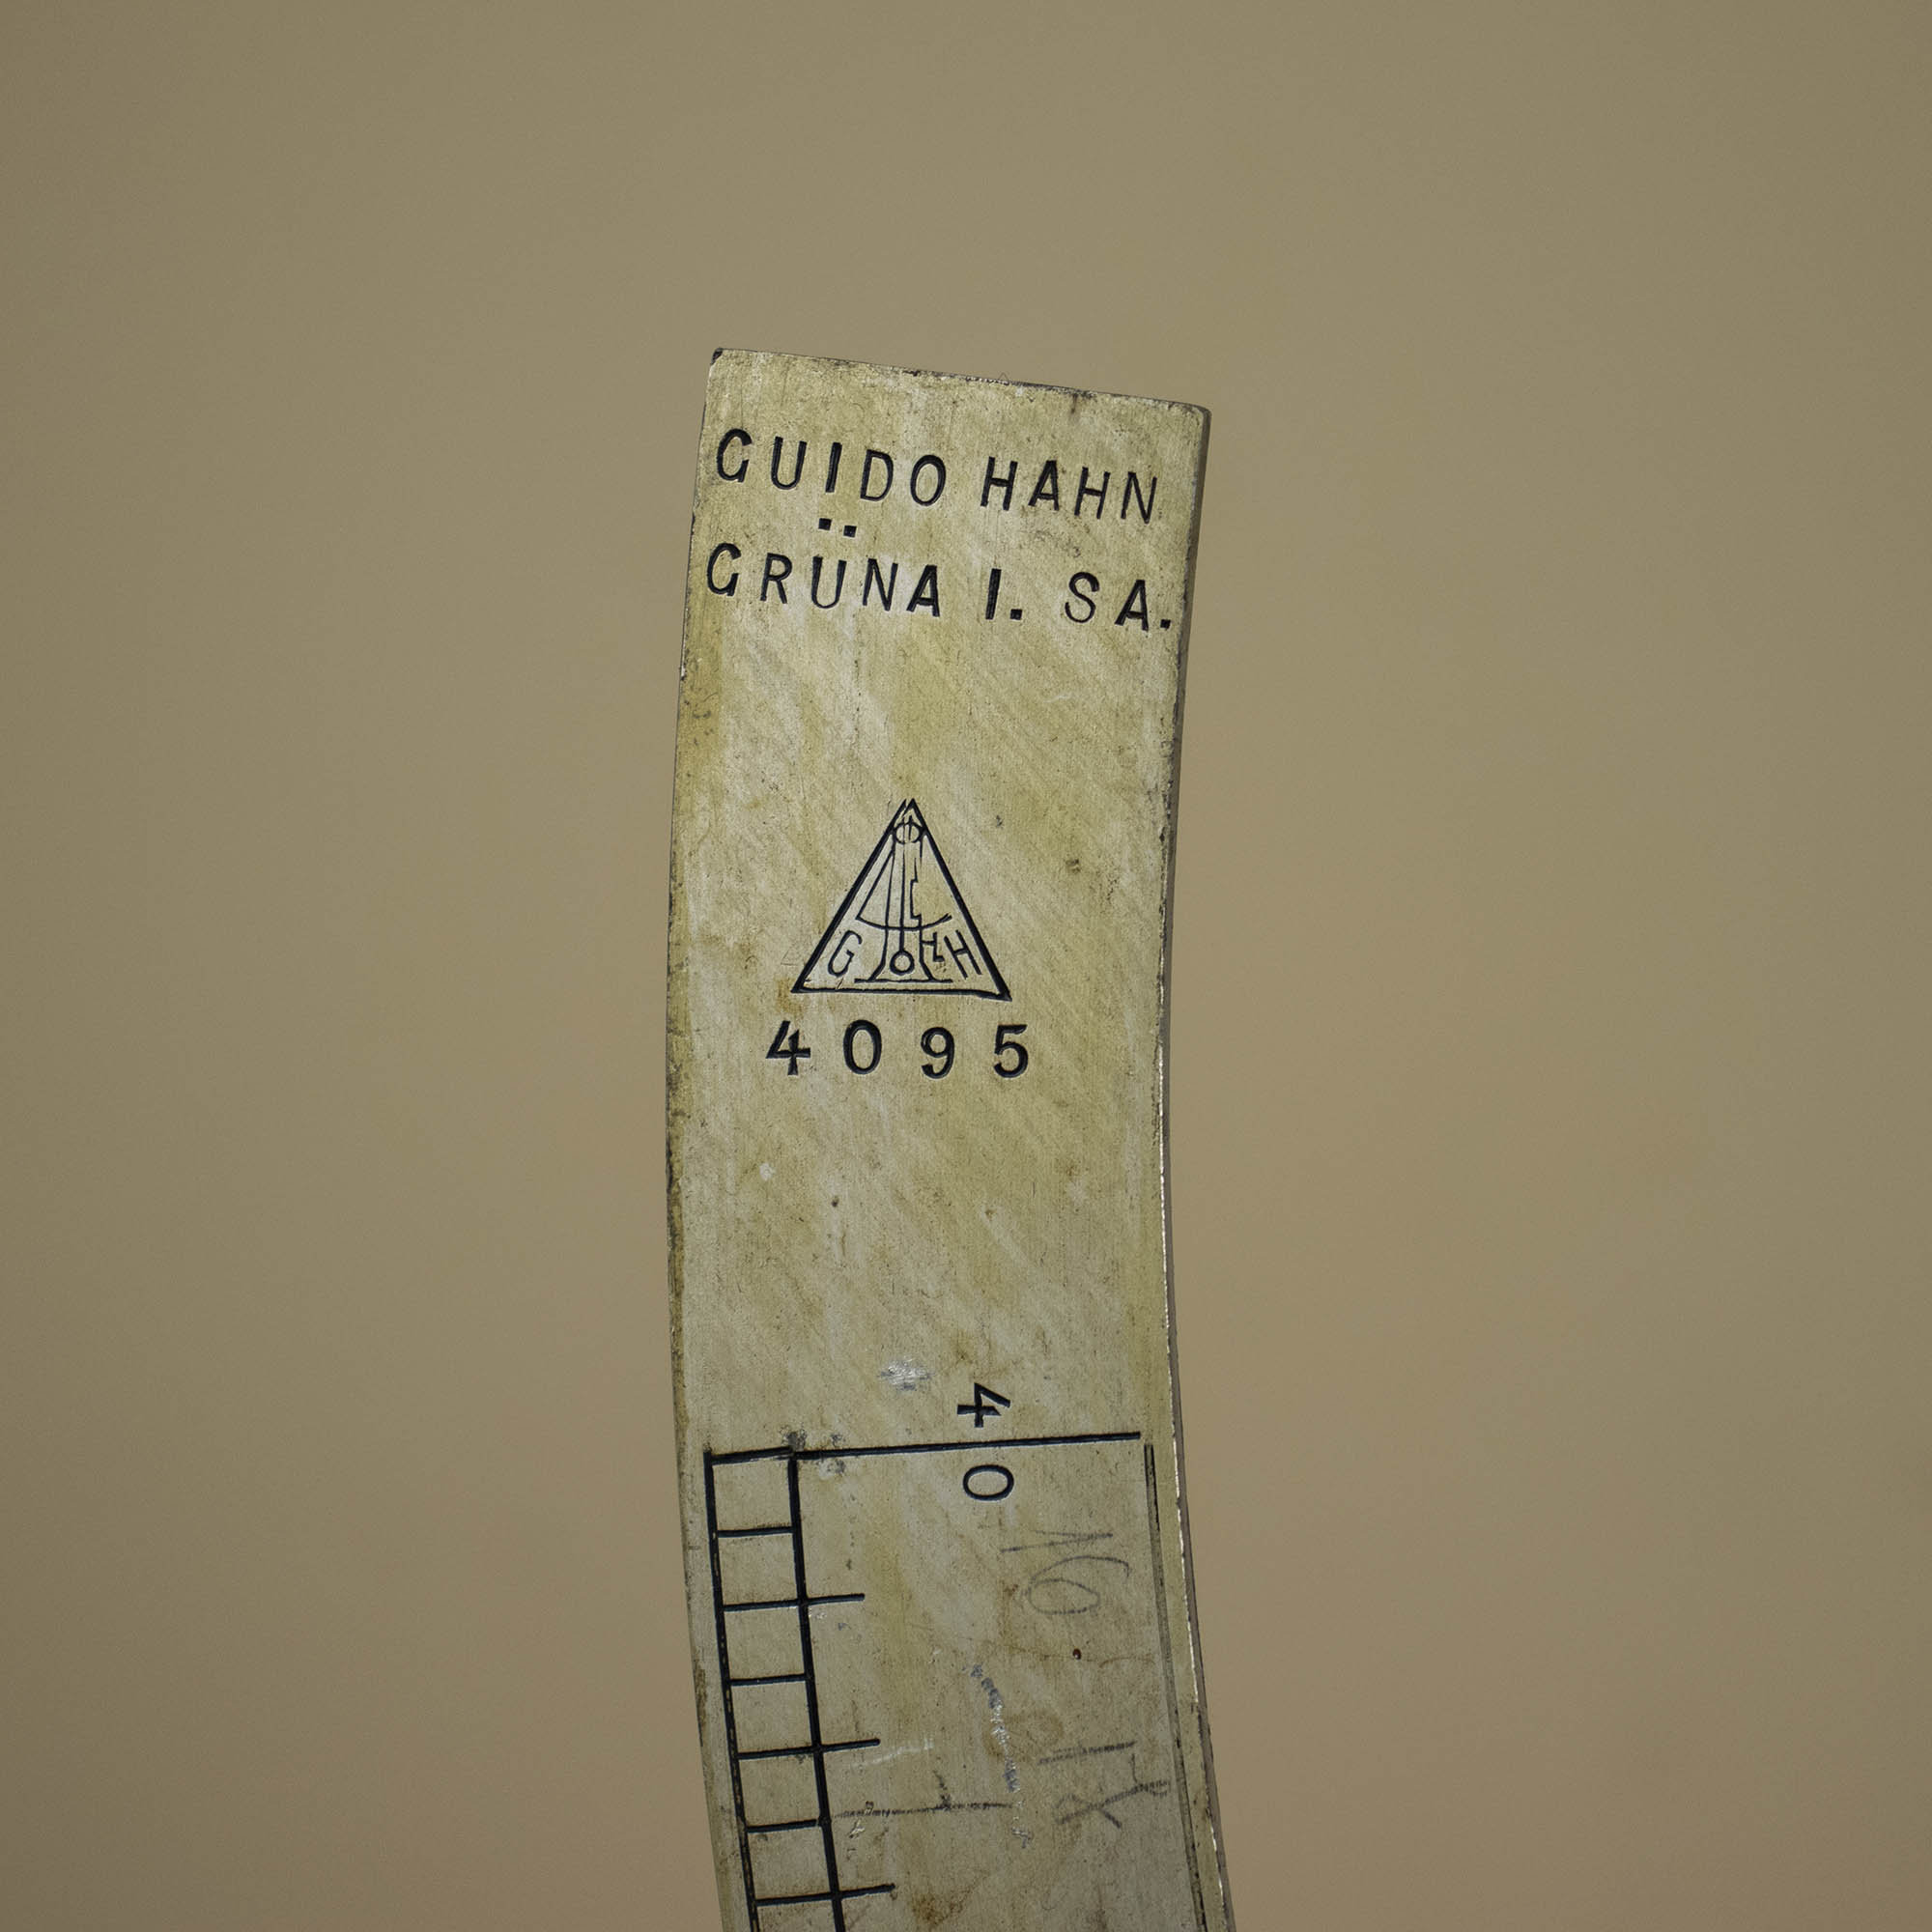 GUIDO HAHN
GRÜNA I. SA.
G H
4095
40